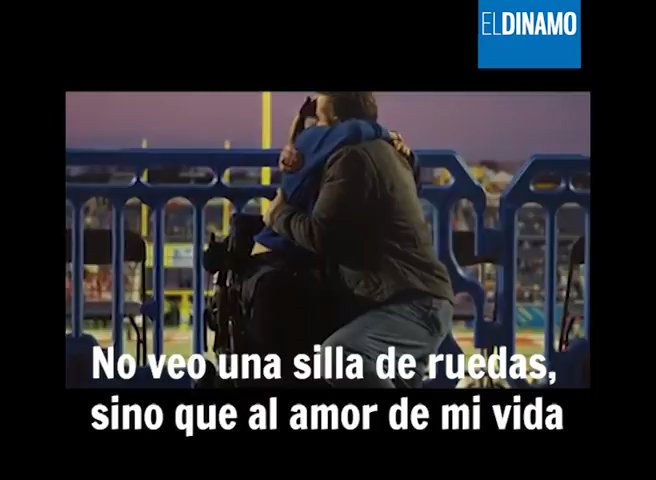 ELDINAMO
No veo una silla de ruedas,
sino que al amor de mi vida